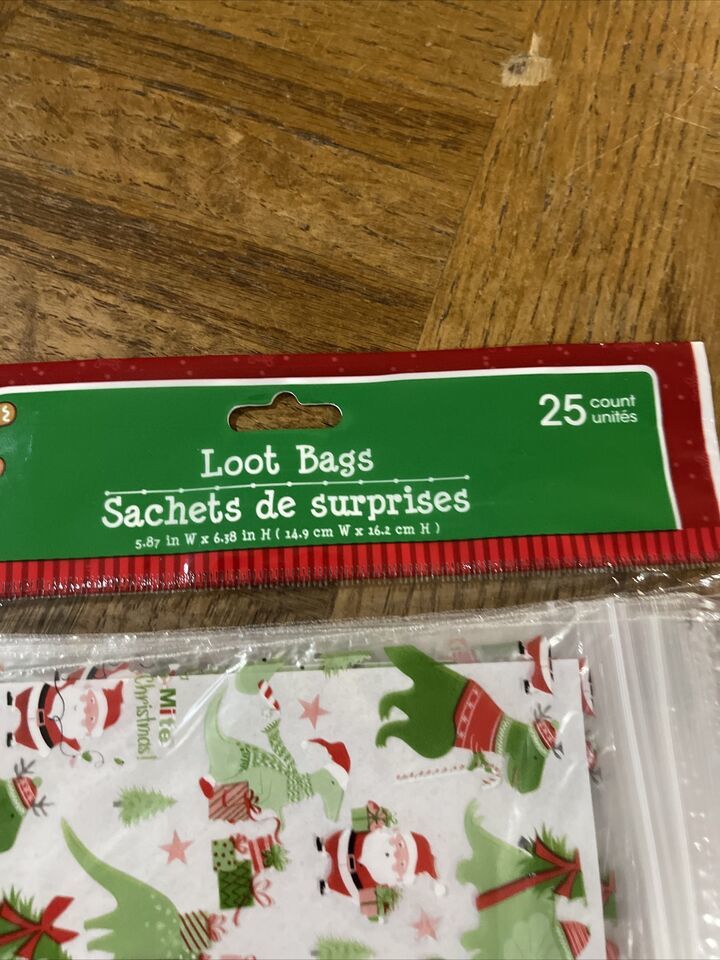 Loot Bags
Sachets de surprises
5.87 in W x 6.38 in H ( 14.9 cm W x 16.2 cm H )
25 count
unités
Mite
Christmas!